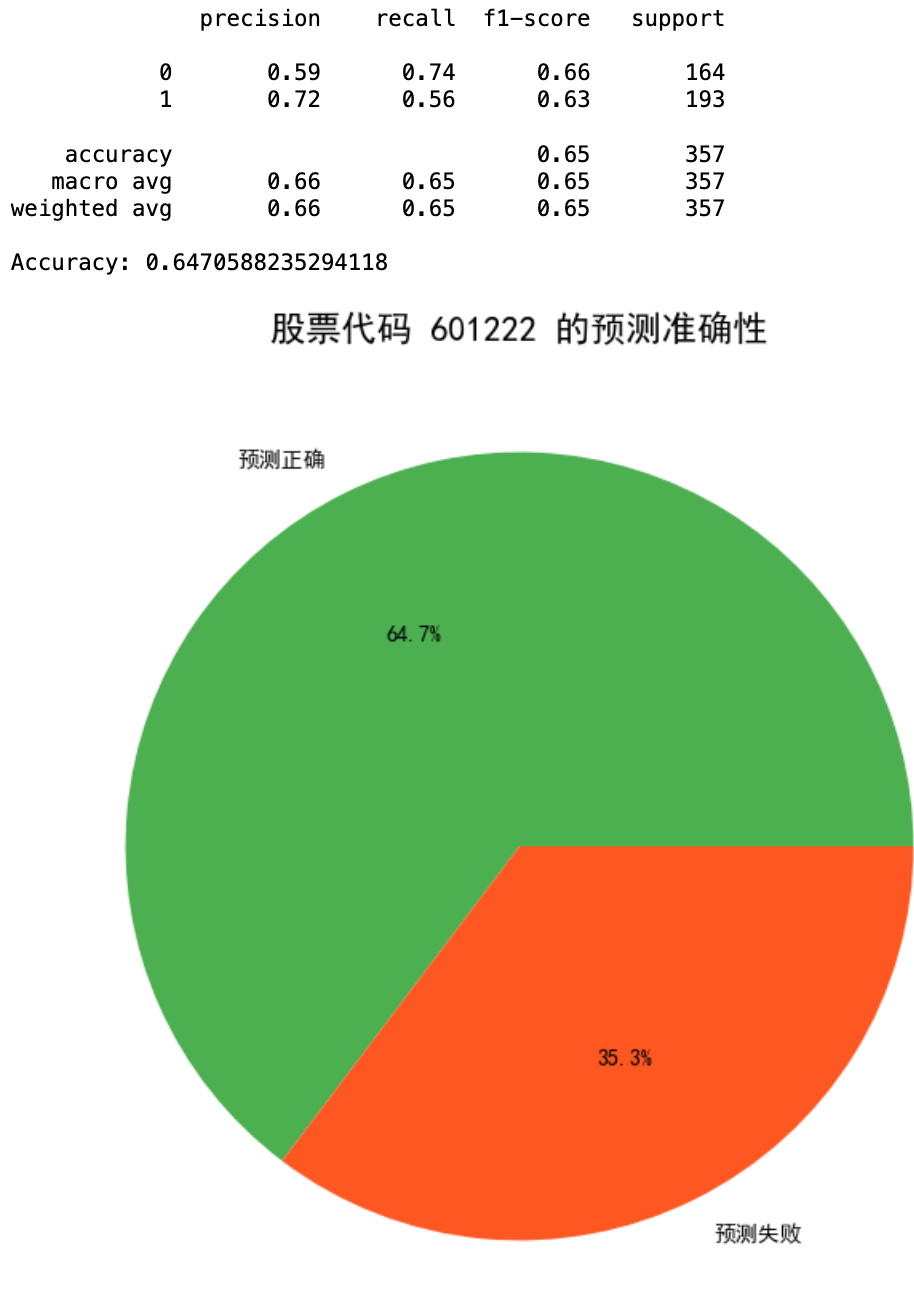 precision recall f1-score support
0 0.59 0.74 0.66 164
1 0.72 0.56 0.63 193
accuracy 0.65 357
macro avg 0.66 0.65 0.65 357
weighted avg 0.66 0.65 0.65 357
Accuracy: 0.6470588235294118
股票代码 601222 的预测准确性
预测正确
64.7%
35.3%
预测失败